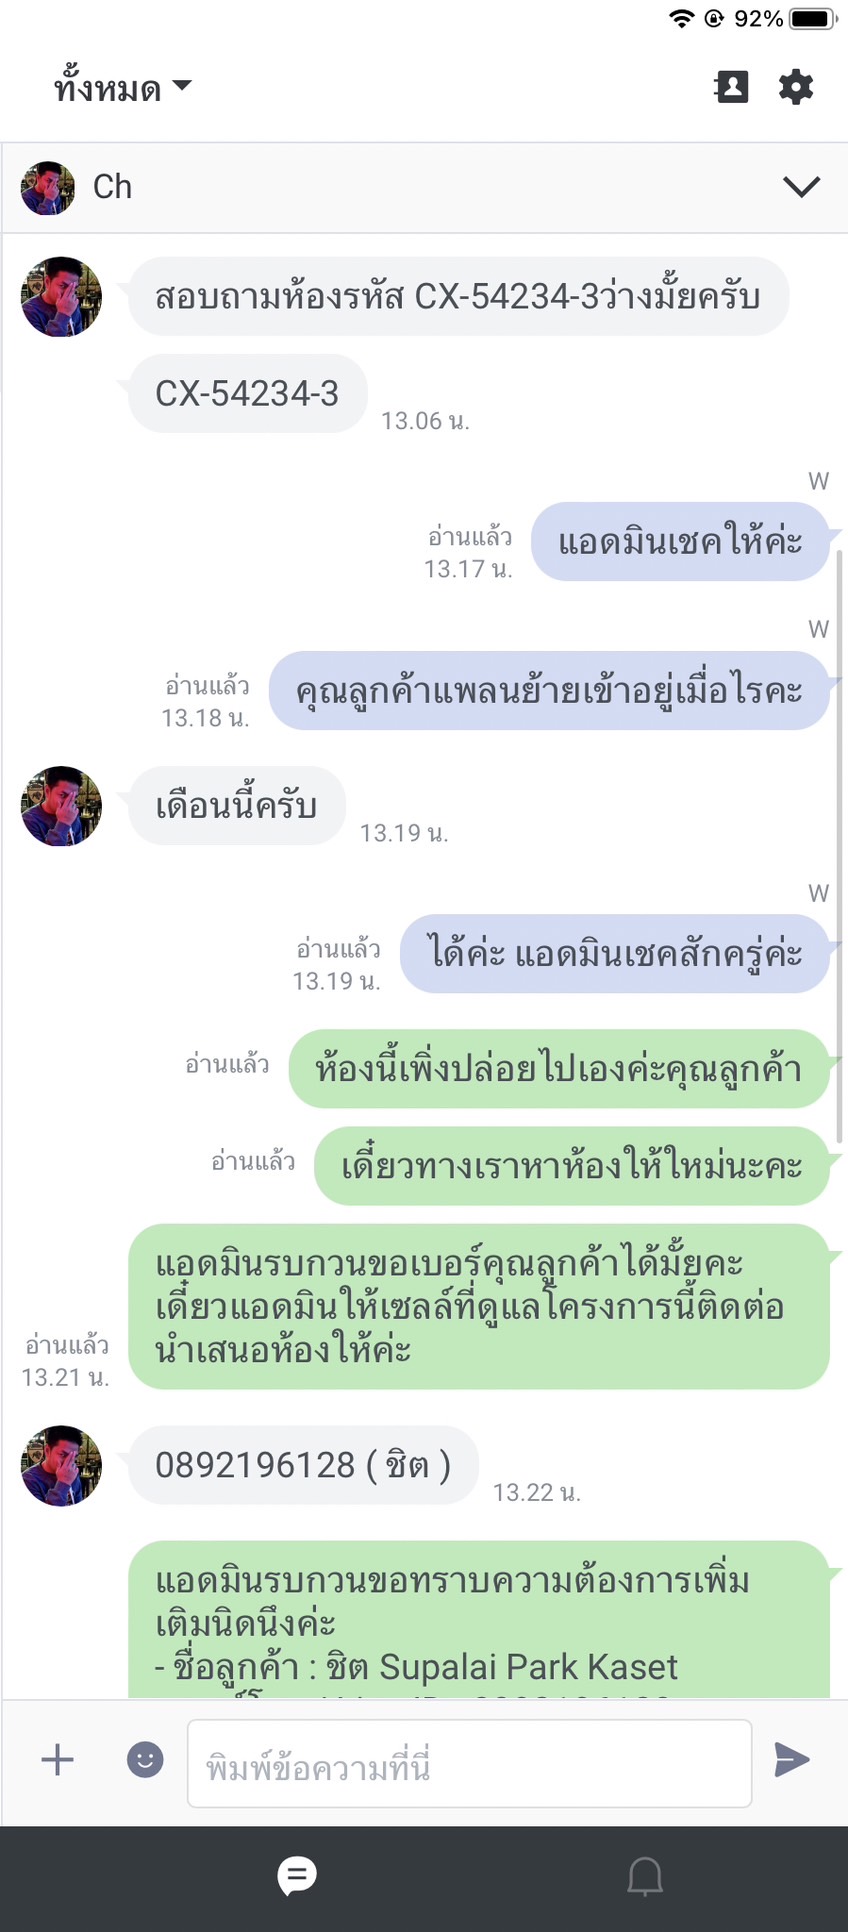 92%
ทั้งหมด
Ch
สอบถามห้องรหัส CX-54234-3ว่างมั้ยครับ
CX-54234-3
13.06 น.
W
แอดมินเชคให้ค่ะ
อ่านแล้ว
13.17 น.
W
คุณลูกค้าแพลนย้ายเข้าอยู่เมื่อไรคะ
อ่านแล้ว
13.18 น.
เดือนนี้ครับ
13.19 น.
W
ได้ค่ะ แอดมินเชคสักครู่ค่ะ
อ่านแล้ว
13.19 น.
ห้องนี้เพิ่งปล่อยไปเองค่ะคุณลูกค้า
อ่านแล้ว
เดี๋ยวทางเราหาห้องให้ใหม่นะคะ
อ่านแล้ว
แอดมินรบกวนขอเบอร์คุณลูกค้าได้มั้ยคะ
เดี๋ยวแอดมินให้เซลล์ที่ดูแลโครงการนี้ติดต่อ
นำเสนอห้องให้ค่ะ
อ่านแล้ว
13.21 น.
0892196128 ( ชิต )
13.22 น.
แอดมินรบกวนขอทราบความต้องการเพิ่ม
เติมนิดนึงค่ะ
- ชื่อลูกค้า : ชิต Supalai Park Kaset
พิมพ์ข้อความที่นี่